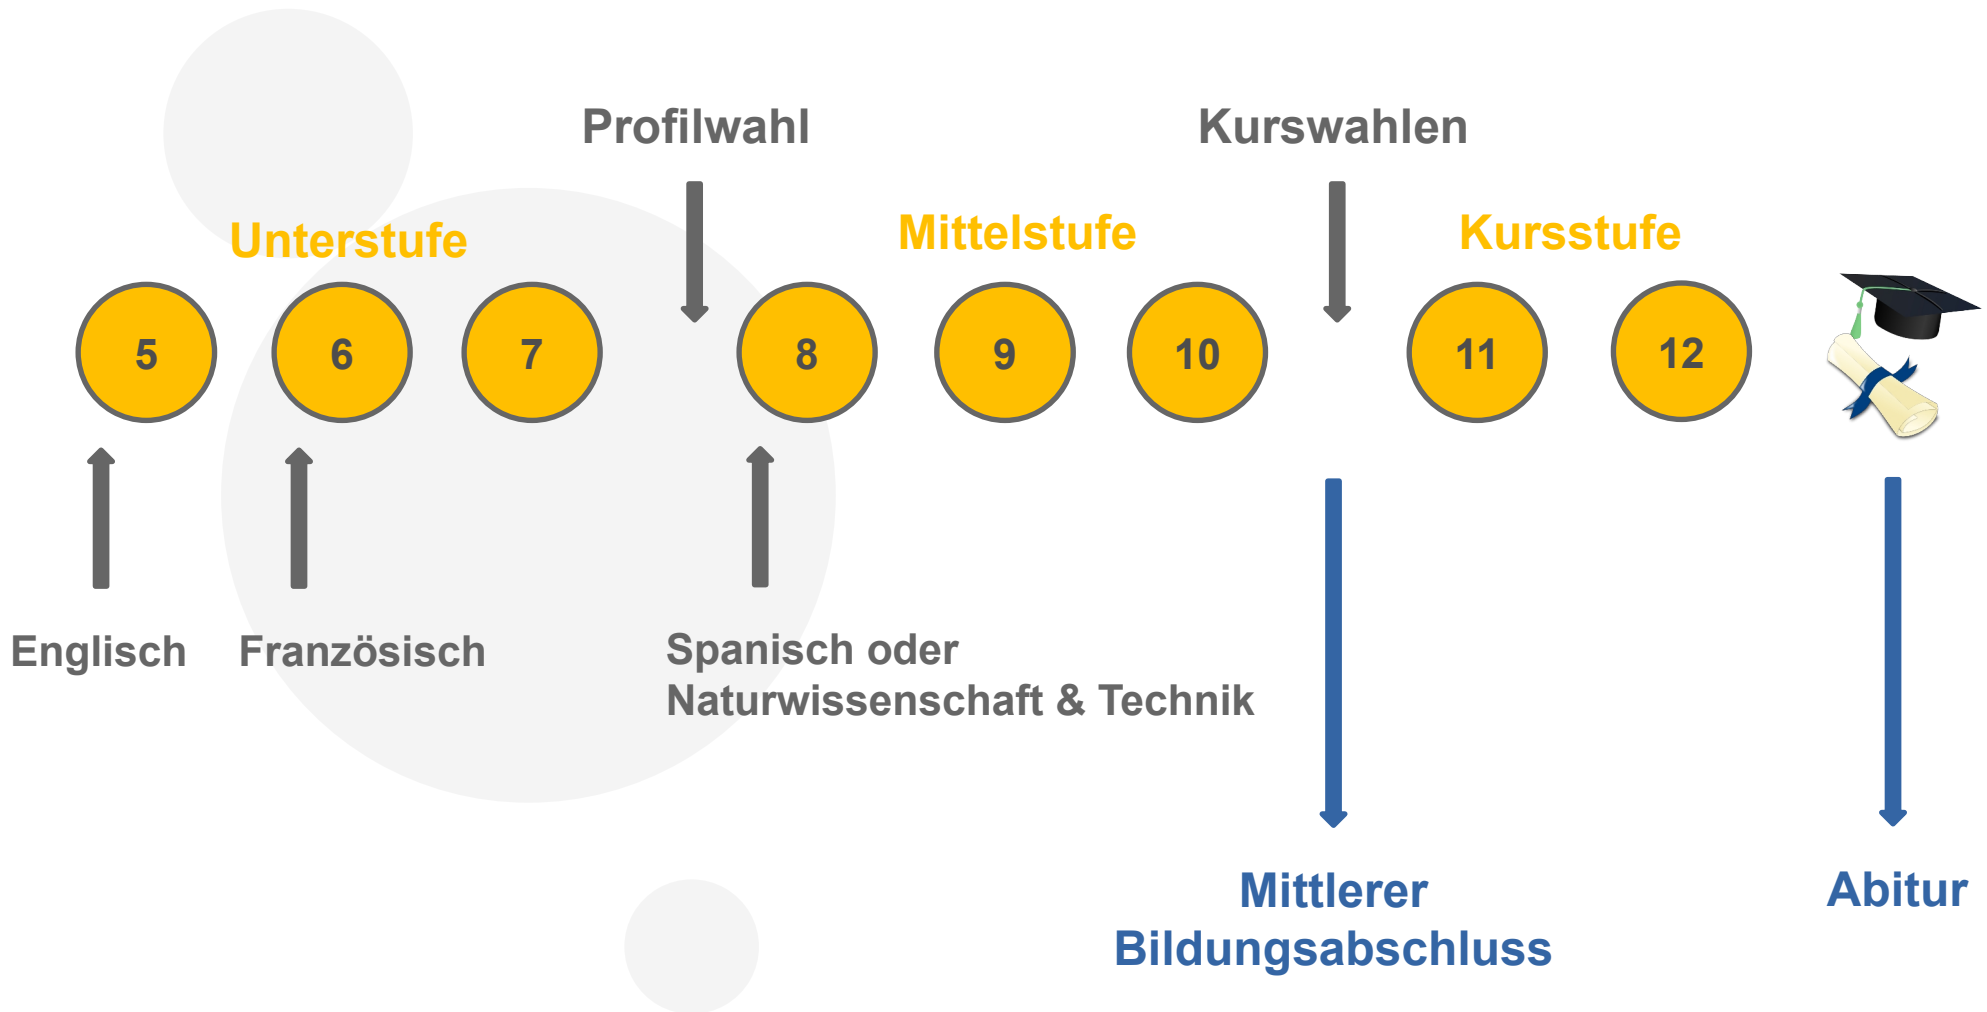 Profilwahl
Kurswahlen
Unterstufe
Mittelstufe
Kursstufe
5
6
7
8
9
10
11
12
Englisch
Französisch
Spanisch oder
Naturwissenschaft & Technik
Mittlerer
Bildungsabschluss
Abitur